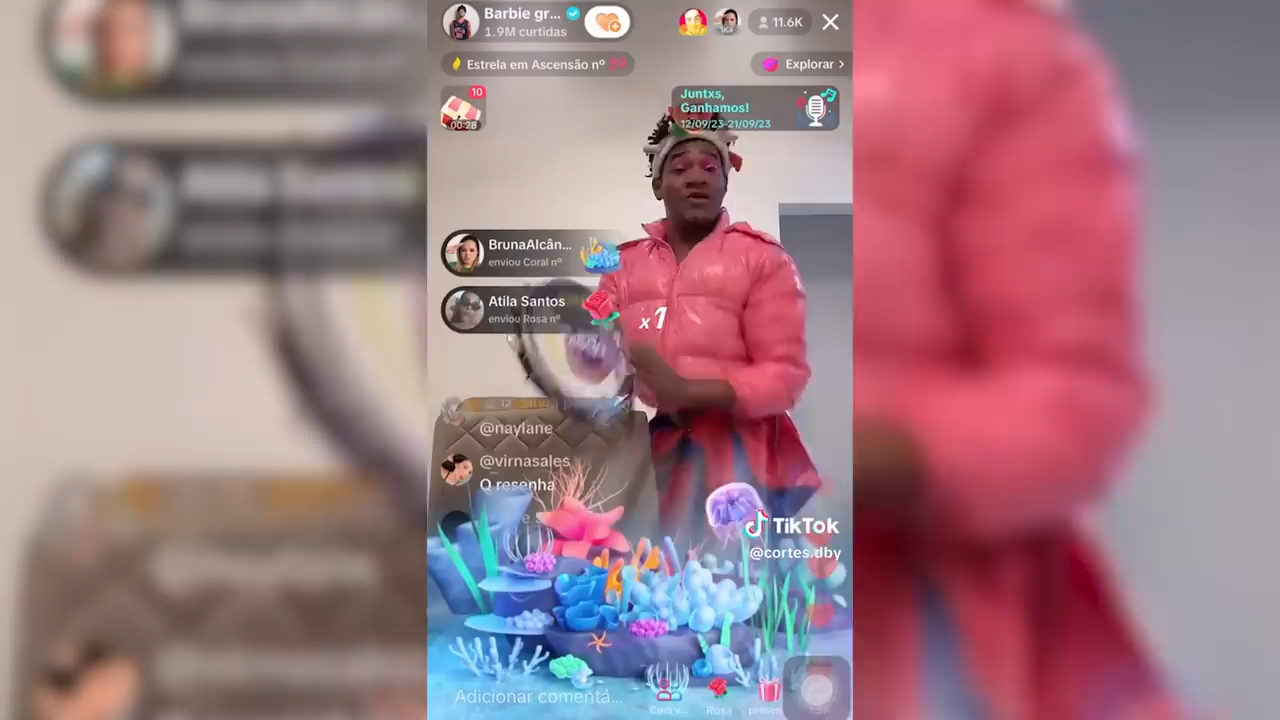 Barbie gr...
1.9M curtidas
11.6K
Estrela em Ascensão nº
Explorar >
10
00:28
Juntxs,
Ganhamos!
12/09/23-21/09/23
BrunaAlcân...
enviou Coral nº
Atila Santos
enviou Rosa nº
x1
@naylane
@virnasales
Q resenha
TikTok
@cortes.dby
Adicionar comentá...
Rosa
presen